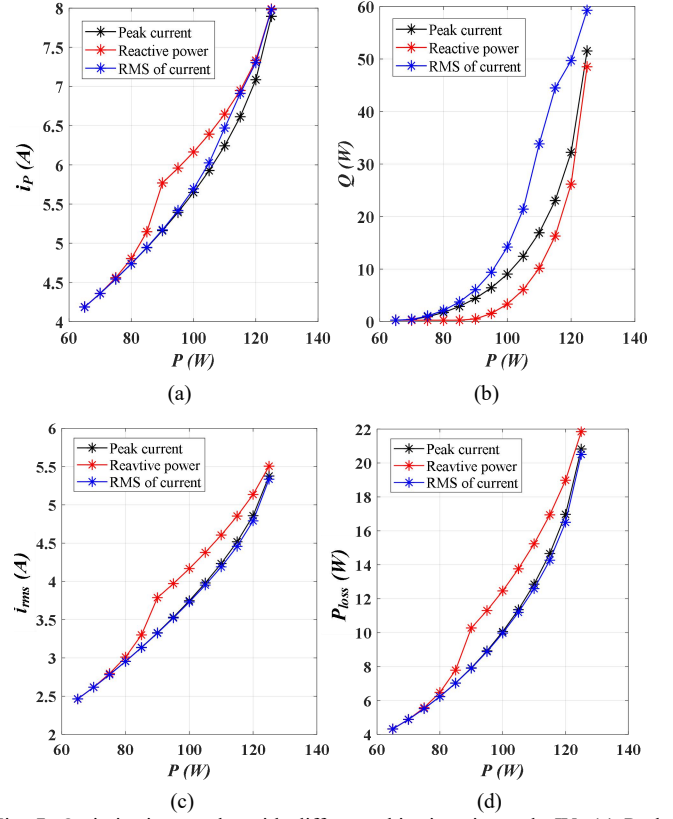 8
7.5
7
6.5
6
5.5
5
4.5
4
i_P (A)
Peak current
Reactive power
RMS of current
60 80 100 120 140
P (W)
(a)
60
50
40
30
20
10
0
Q (W)
Peak current
Reactive power
RMS of current
60 80 100 120 140
P (W)
(b)
6
5.5
5
4.5
4
3.5
3
2.5
2
i_rms (A)
Peak current
Reavtive power
RMS of current
60 80 100 120 140
P (W)
(c)
22
20
18
16
14
12
10
8
6
4
P_loss (W)
Peak current
Reavtive power
RMS of current
60 80 100 120 140
P (W)
(d)